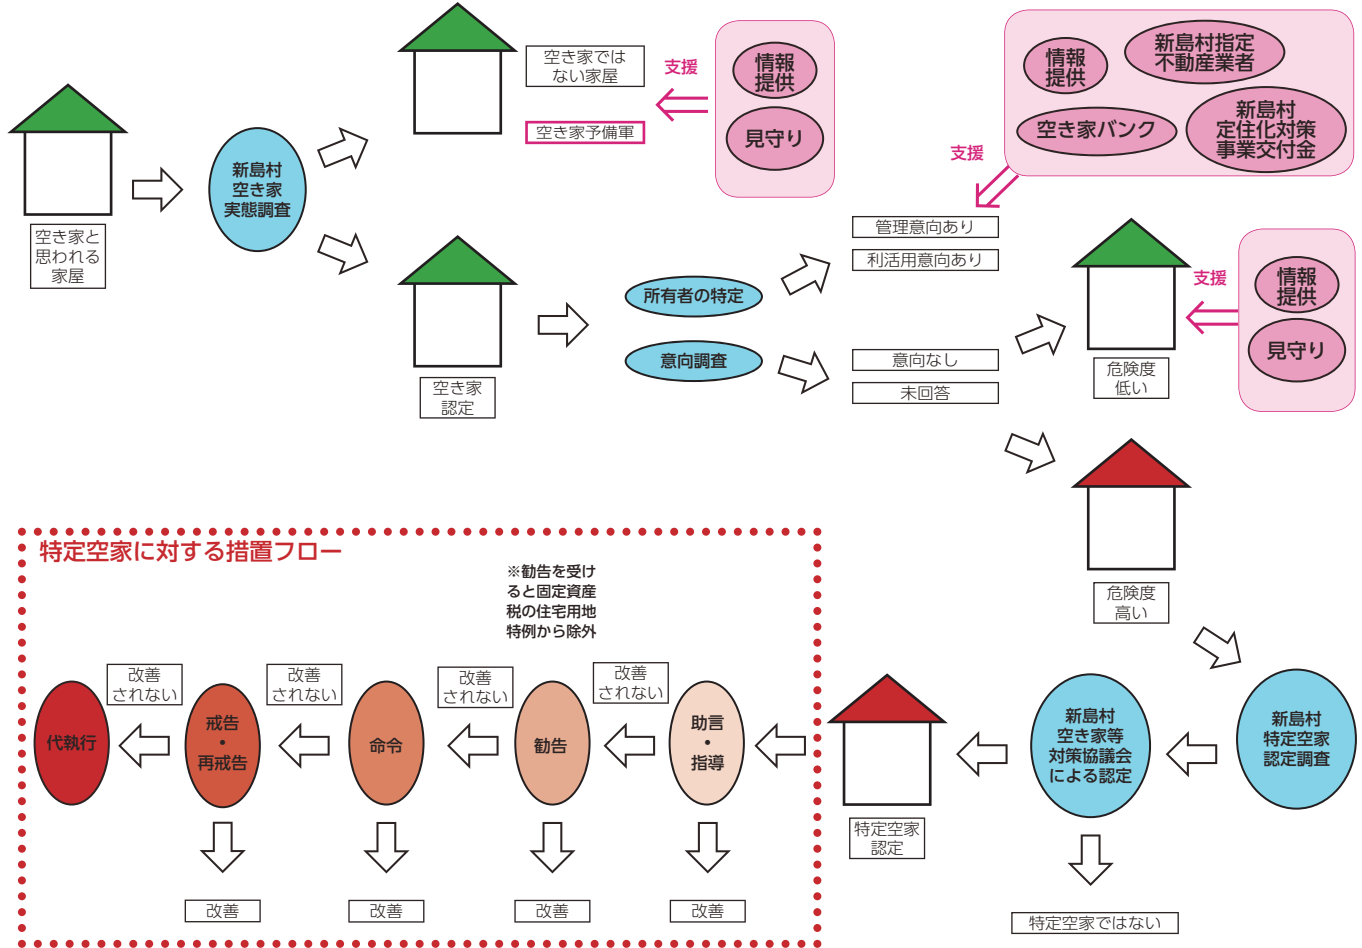 空き家と
思われる
家屋
新島村
空き家
実態調査
空き家では
ない家屋
空き家予備軍
支援
情報
提供
見守り
空き家
認定
所有者の特定
意向調査
支援
情報
提供
新島村指定
不動産業者
空き家バンク
新島村
定住化対策
事業交付金
管理意向あり
利活用意向あり
意向なし
未回答
危険度
低い
支援
情報
提供
見守り
危険度
高い
新島村
特定空家
認定調査
新島村
空き家等
対策協議会
による認定
特定空家ではない
特定空家
認定
特定空家に対する措置フロー
※勧告を受け
ると固定資産
税の住宅用地
特例から除外
助言
・
指導
改善
改善
されない
勧告
改善
改善
されない
命令
改善
改善
されない
戒告
・
再戒告
改善
改善
されない
代執行